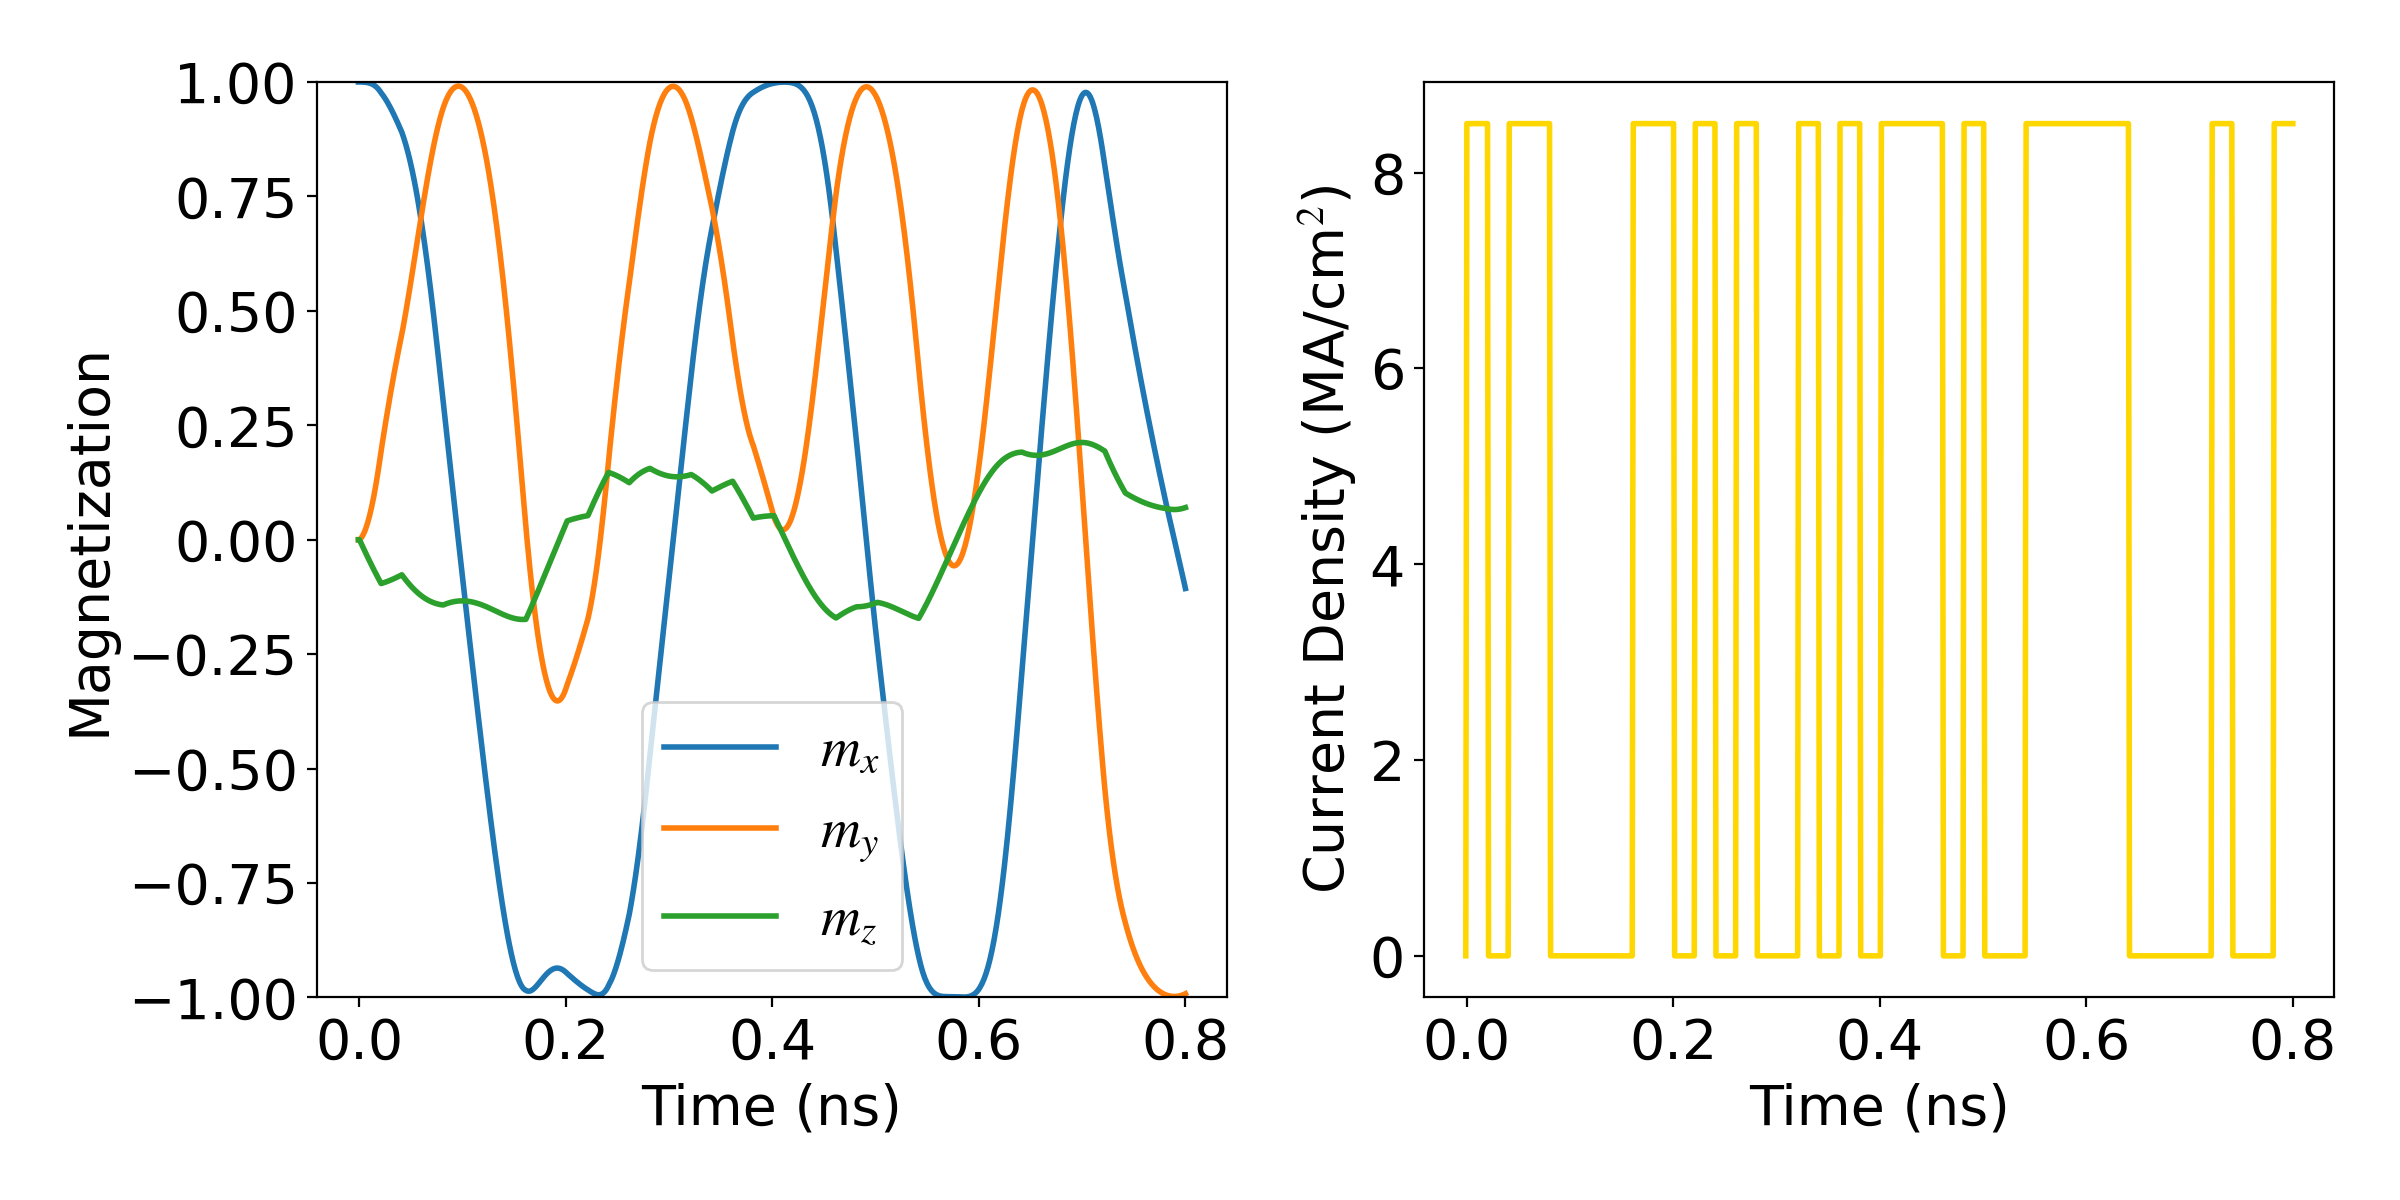 Magnetization
1.00
0.75
0.50
0.25
0.00
−0.25
−0.50
−0.75
−1.00
0.0 0.2 0.4 0.6 0.8
Time (ns)
m_x
m_y
m_z
Current Density (MA/cm²)
8
6
4
2
0
0.0 0.2 0.4 0.6 0.8
Time (ns)